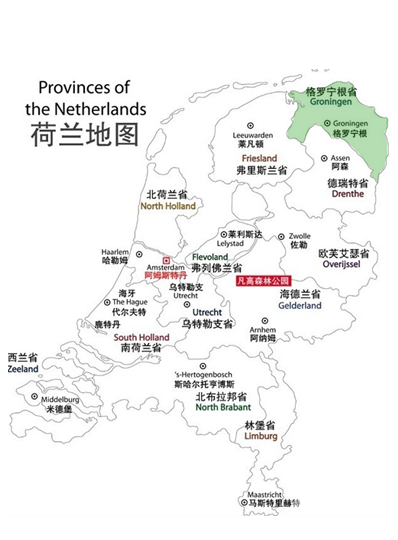 Provinces of
the Netherlands
荷兰地图
格罗宁根省
Groningen
Groningen
格罗宁根
Leeuwarden
莱凡顿
Friesland
弗里斯兰省
Assen
阿森
德瑞特省
Drenthe
北荷兰省
North Holland
莱利斯达
Lelystad
Zwolle
佐勒
欧芙艾瑟省
Overijssel
Haarlem
哈勒姆
Amsterdam
阿姆斯特丹
Flevoland
弗列佛兰省
凡高森林公园
乌特勒支
Utrecht
Utrecht
乌特勒支省
海德兰省
Gelderland
海牙
The Hague
代尔夫特
鹿特丹
Arnhem
阿纳姆
South Holland
南荷兰省
西兰省
Zeeland
Middelburg
米德堡
's-Hertogenbosch
斯哈尔托亨博斯
北布拉邦省
North Brabant
林堡省
Limburg
Maastricht
马斯特里赫特